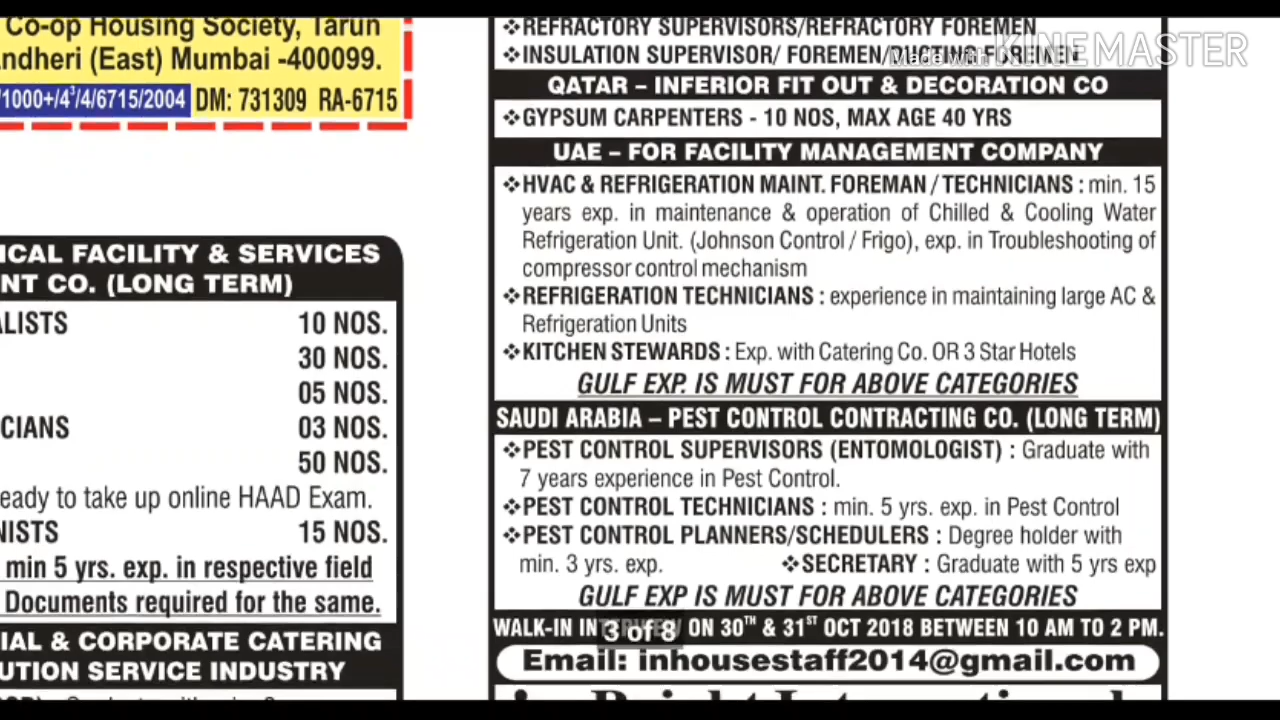 Co-op Housing Society, Tarun
ndheri (East) Mumbai -400099.
/1000+/4³/4/6715/2004 DM: 731309 RA-6715
ICAL FACILITY & SERVICES
NT CO. (LONG TERM)
ALISTS 10 NOS.
30 NOS.
05 NOS.
CIANS 03 NOS.
50 NOS.
eady to take up online HAAD Exam.
NISTS 15 NOS.
min 5 yrs. exp. in respective field
Documents required for the same.
IAL & CORPORATE CATERING
UTION SERVICE INDUSTRY
❖REFRACTORY SUPERVISORS/REFRACTORY FOREMEN
❖INSULATION SUPERVISOR/ FOREMEN/DUCTING FOREMEN
Made with KINEMASTER
QATAR – INFERIOR FIT OUT & DECORATION CO
❖GYPSUM CARPENTERS - 10 NOS, MAX AGE 40 YRS
UAE – FOR FACILITY MANAGEMENT COMPANY
❖HVAC & REFRIGERATION MAINT. FOREMAN / TECHNICIANS : min. 15
years exp. in maintenance & operation of Chilled & Cooling Water
Refrigeration Unit. (Johnson Control / Frigo), exp. in Troubleshooting of
compressor control mechanism
❖REFRIGERATION TECHNICIANS : experience in maintaining large AC &
Refrigeration Units
❖KITCHEN STEWARDS : Exp. with Catering Co. OR 3 Star Hotels
GULF EXP. IS MUST FOR ABOVE CATEGORIES
SAUDI ARABIA – PEST CONTROL CONTRACTING CO. (LONG TERM)
❖PEST CONTROL SUPERVISORS (ENTOMOLOGIST) : Graduate with
7 years experience in Pest Control.
❖PEST CONTROL TECHNICIANS : min. 5 yrs. exp. in Pest Control
❖PEST CONTROL PLANNERS/SCHEDULERS : Degree holder with
min. 3 yrs. exp. ❖SECRETARY : Graduate with 5 yrs exp
GULF EXP IS MUST FOR ABOVE CATEGORIES
WALK-IN IN 3 of 8 ON 30TH & 31ST OCT 2018 BETWEEN 10 AM TO 2 PM.
Email: inhousestaff2014@gmail.com